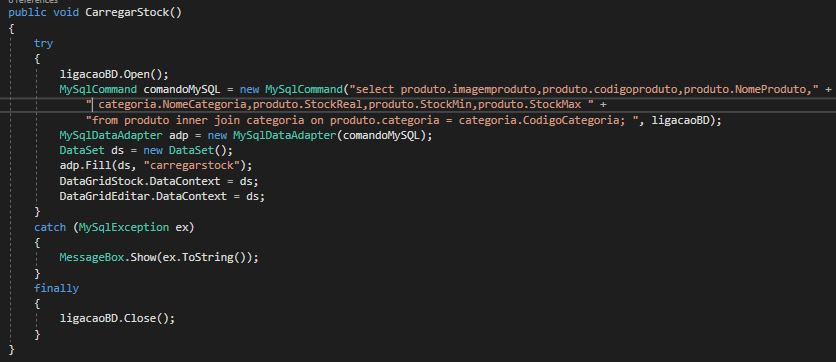 0 references
public void CarregarStock()
{
try
{
ligacaoBD.Open();
MySqlCommand comandoMySQL = new MySqlCommand("select produto.imagemproduto,produto.codigoproduto,produto.NomeProduto," +
" categoria.NomeCategoria,produto.StockReal,produto.StockMin,produto.StockMax " +
"from produto inner join categoria on produto.categoria = categoria.CodigoCategoria; ", ligacaoBD);
MySqlDataAdapter adp = new MySqlDataAdapter(comandoMySQL);
DataSet ds = new DataSet();
adp.Fill(ds, "carregarstock");
DataGridStock.DataContext = ds;
DataGridEditar.DataContext = ds;
}
catch (MySqlException ex)
{
MessageBox.Show(ex.ToString());
}
finally
{
ligacaoBD.Close();
}
}